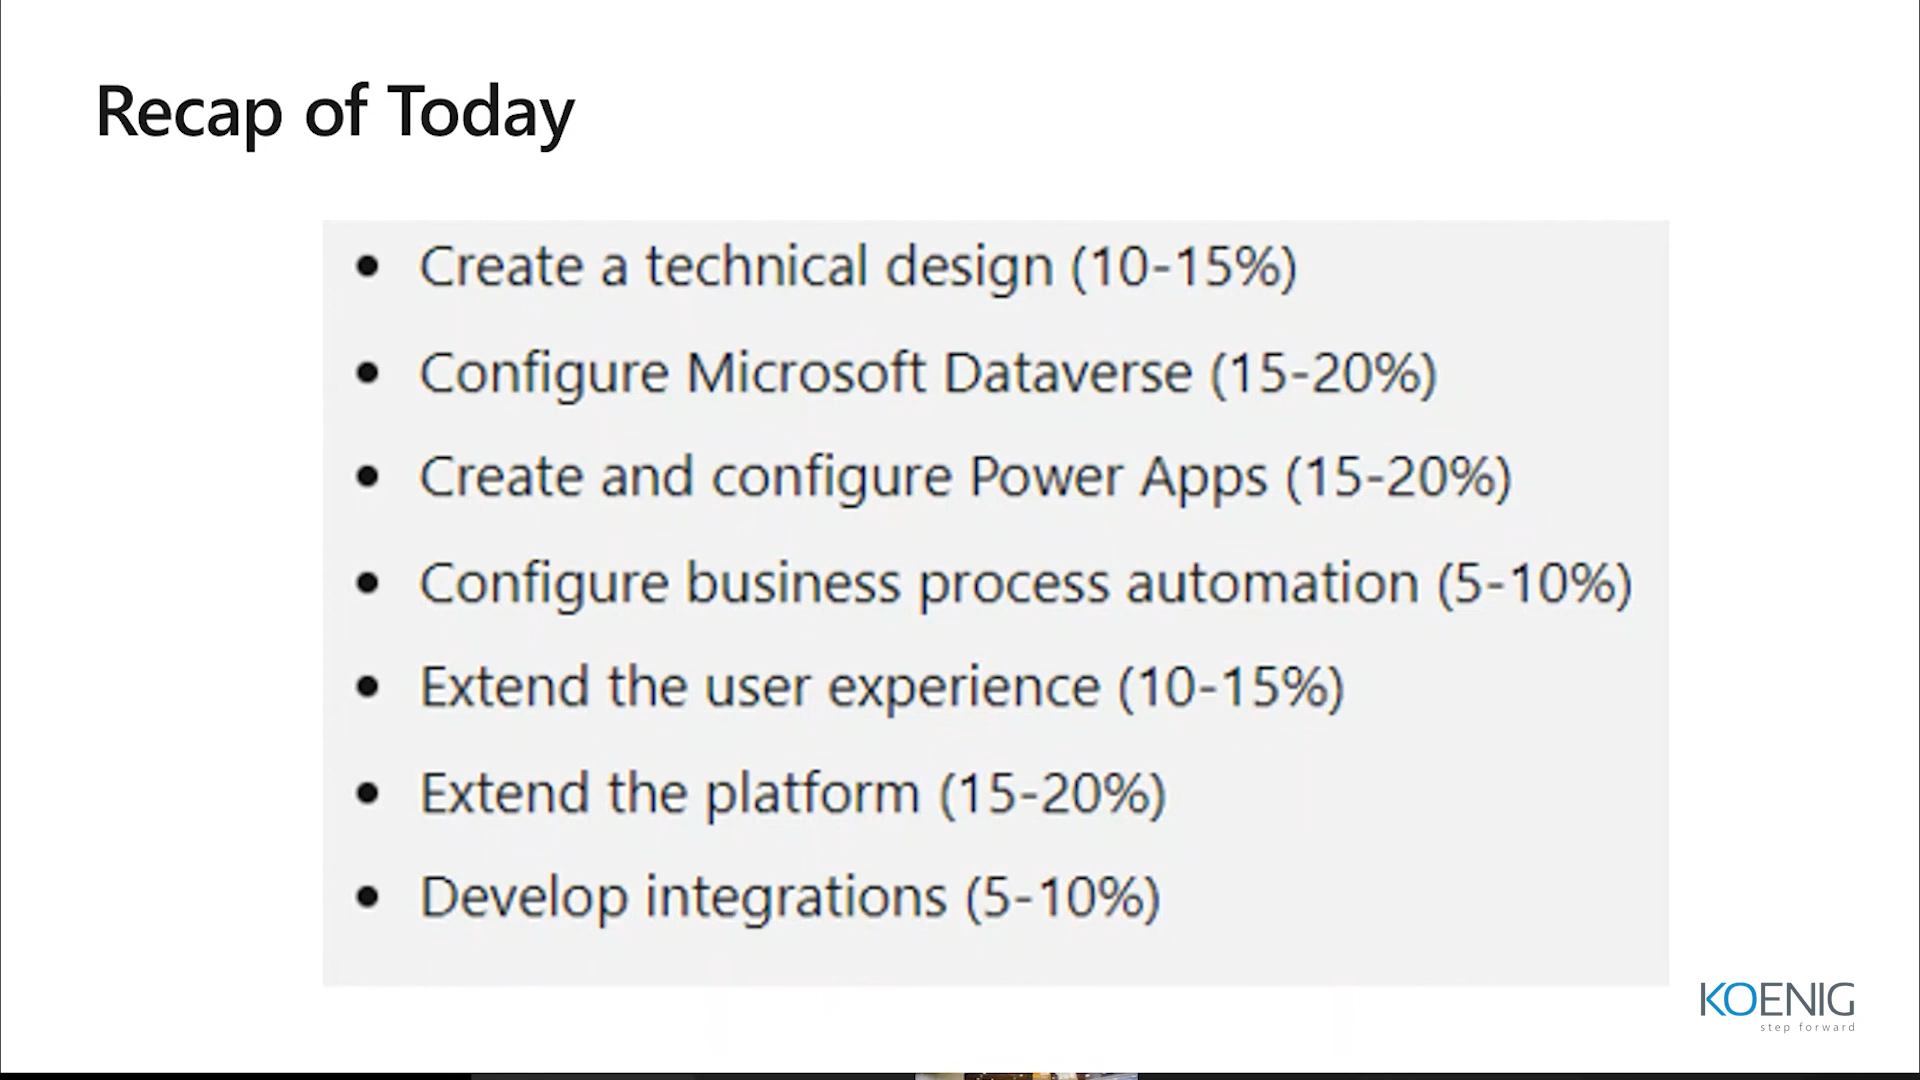 Recap of Today
• Create a technical design (10-15%)
• Configure Microsoft Dataverse (15-20%)
• Create and configure Power Apps (15-20%)
• Configure business process automation (5-10%)
• Extend the user experience (10-15%)
• Extend the platform (15-20%)
• Develop integrations (5-10%)
KOENIG
step forward